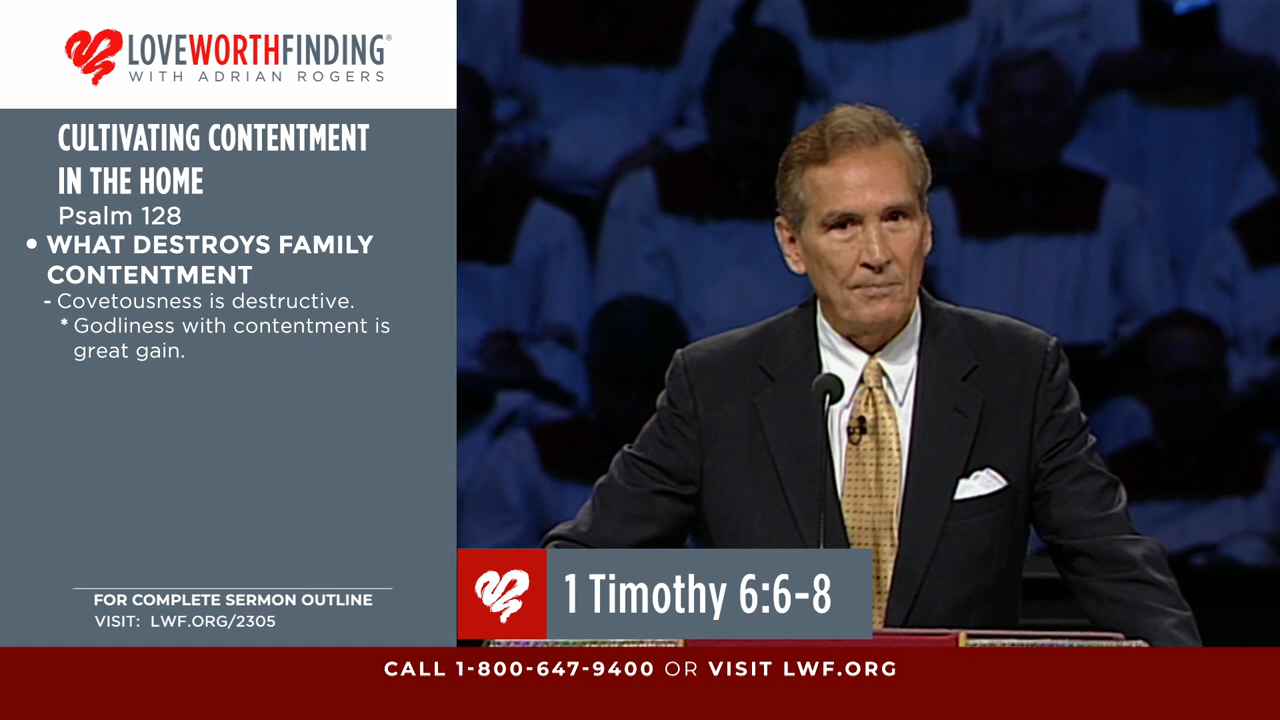 LOVEWORTHFINDING®
WITH ADRIAN ROGERS
CULTIVATING CONTENTMENT
IN THE HOME
Psalm 128
• WHAT DESTROYS FAMILY
CONTENTMENT
- Covetousness is destructive.
* Godliness with contentment is
great gain.
FOR COMPLETE SERMON OUTLINE
VISIT: LWF.ORG/2305
1 Timothy 6:6-8
CALL 1-800-647-9400 OR VISIT LWF.ORG